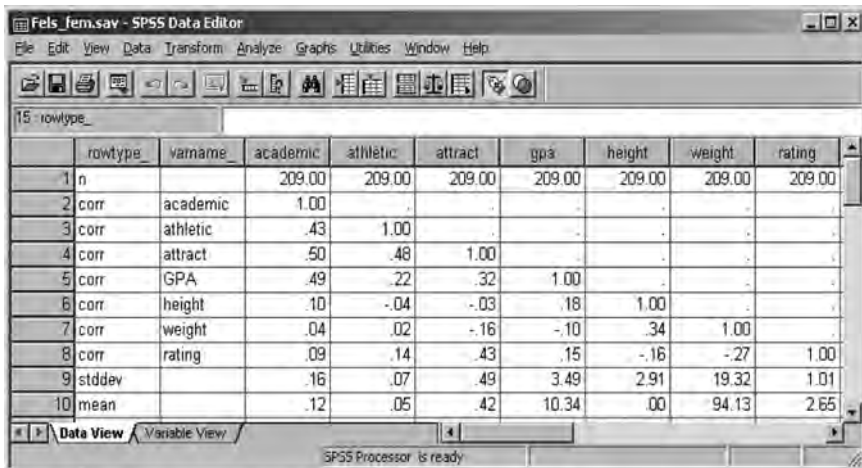 Fels_fem.sav - SPSS Data Editor
File Edit View Data Transform Analyze Graphs Utilities Window Help
15 : rowtype_
rowtype_ varname_ academic athletic attract gpa height weight rating
1 n 209.00 209.00 209.00 209.00 209.00 209.00 209.00
2 corr academic 1.00 . . . . . .
3 corr athletic .43 1.00 . . . . .
4 corr attract .50 .48 1.00 . . . .
5 corr GPA .49 .22 .32 1.00 . . .
6 corr height .10 -.04 -.03 .18 1.00 . .
7 corr weight .04 .02 -.16 -.10 .34 1.00 .
8 corr rating .09 .14 .43 .15 -.16 -.27 1.00
9 stddev .16 .07 .49 3.49 2.91 19.32 1.01
10 mean .12 .05 .42 10.34 .00 94.13 2.65
Data View Variable View
SPSS Processor is ready